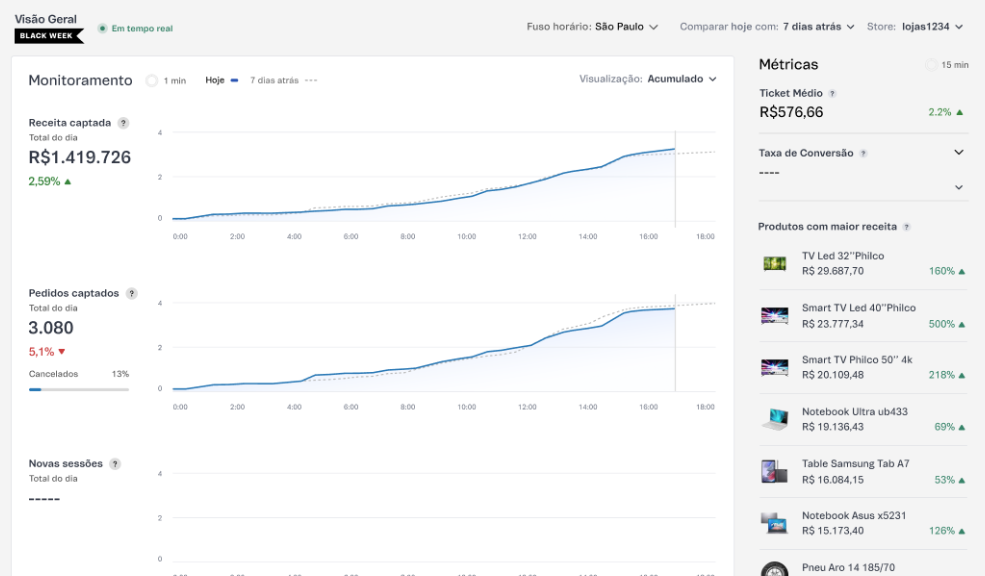 Visão Geral
BLACK WEEK
Em tempo real
Fuso horário: São Paulo
Comparar hoje com: 7 dias atrás
Store: lojas1234
Monitoramento
1 min
Hoje
7 dias atrás
Visualização: Acumulado
Receita captada ?
Total do dia
R$1.419.726
2,59%
4
2
0
0:00 2:00 4:00 6:00 8:00 10:00 12:00 14:00 16:00 18:00
Pedidos captados ?
Total do dia
3.080
5,1%
Cancelados 13%
4
2
0
0:00 2:00 4:00 6:00 8:00 10:00 12:00 14:00 16:00 18:00
Novas sessões ?
Total do dia
-----
4
2
0
Métricas
15 min
Ticket Médio ?
R$576,66
2.2%
Taxa de Conversão ?
----
Produtos com maior receita ?
TV Led 32''Philco
R$ 29.687,70
160%
Smart TV Led 40''Philco
R$ 23.777,34
500%
Smart TV Philco 50'' 4k
R$ 20.109,48
218%
Notebook Ultra ub433
R$ 19.136,43
69%
Table Samsung Tab A7
R$ 16.084,15
53%
Notebook Asus x5231
R$ 15.173,40
126%
Pneu Aro 14 185/70